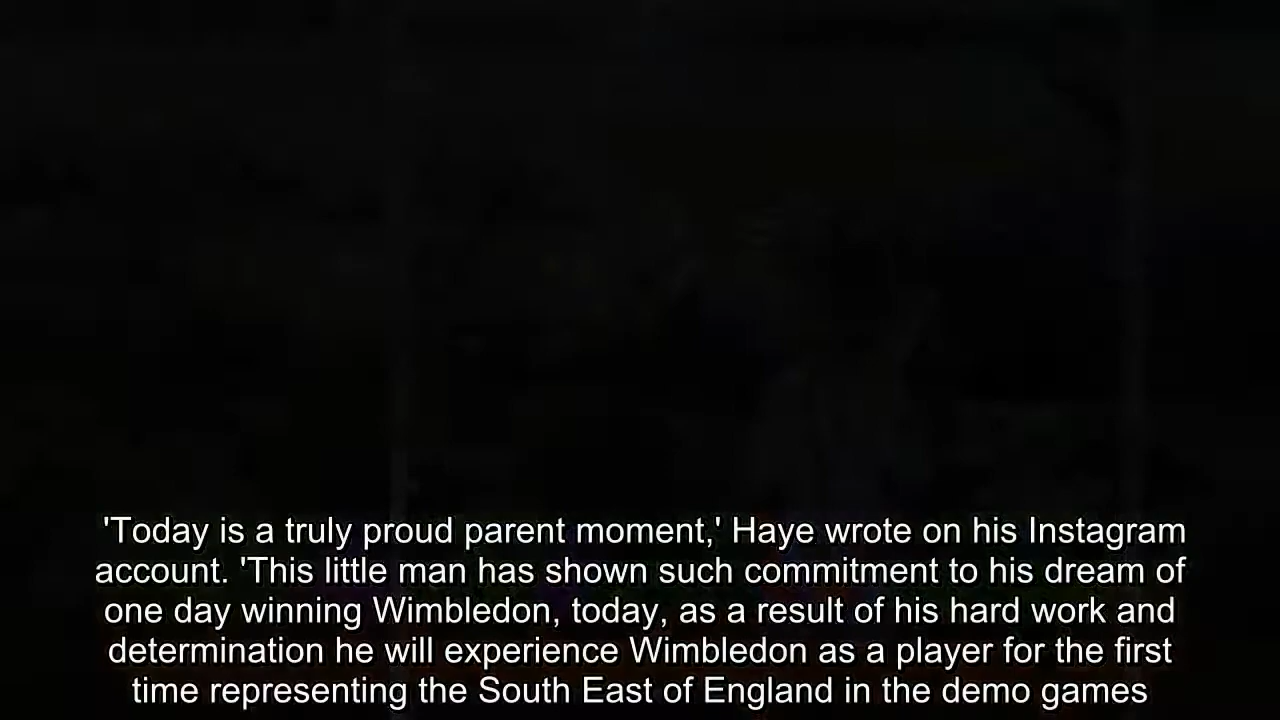 'Today is a truly proud parent moment,' Haye wrote on his Instagram
account. 'This little man has shown such commitment to his dream of
one day winning Wimbledon, today, as a result of his hard work and
determination he will experience Wimbledon as a player for the first
time representing the South East of England in the demo games